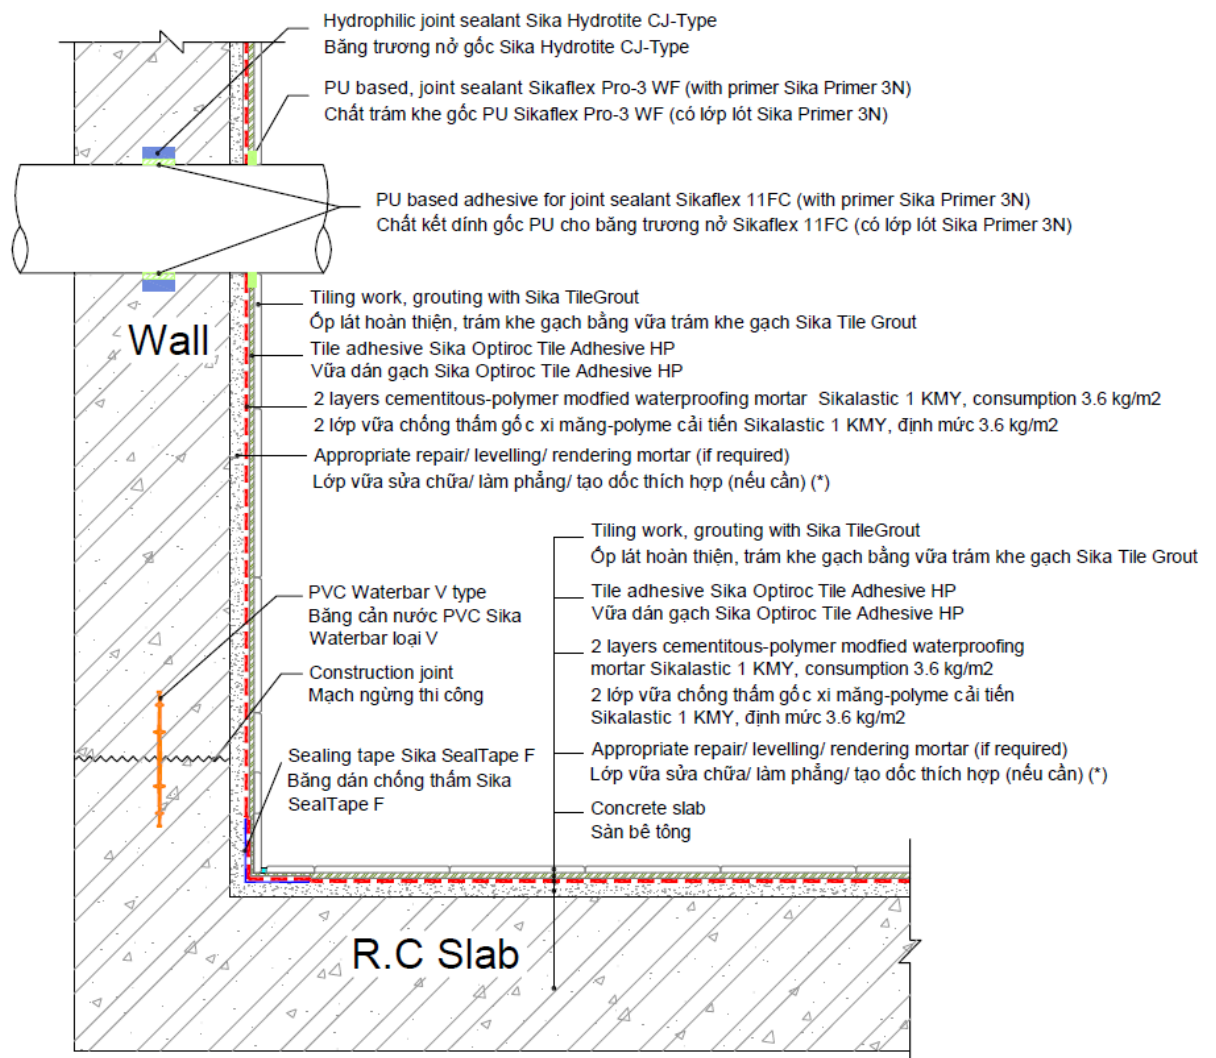 Hydrophilic joint sealant Sika Hydrotite CJ-Type
Băng trương nở gốc Sika Hydrotite CJ-Type
PU based, joint sealant Sikaflex Pro-3 WF (with primer Sika Primer 3N)
Chất trám khe gốc PU Sikaflex Pro-3 WF (có lớp lót Sika Primer 3N)
PU based adhesive for joint sealant Sikaflex 11FC (with primer Sika Primer 3N)
Chất kết dính gốc PU cho băng trương nở Sikaflex 11FC (có lớp lót Sika Primer 3N)
Tiling work, grouting with Sika TileGrout
Ốp lát hoàn thiện, trám khe gạch bằng vữa trám khe gạch Sika Tile Grout
Wall
Tile adhesive Sika Optiroc Tile Adhesive HP
Vữa dán gạch Sika Optiroc Tile Adhesive HP
2 layers cementitous-polymer modfied waterproofing mortar Sikalastic 1 KMY, consumption 3.6 kg/m2
2 lớp vữa chống thấm gốc xi măng-polyme cải tiến Sikalastic 1 KMY, định mức 3.6 kg/m2
Appropriate repair/ levelling/ rendering mortar (if required)
Lớp vữa sửa chữa/ làm phẳng/ tạo dốc thích hợp (nếu cần) (*)
PVC Waterbar V type
Băng cản nước PVC Sika
Waterbar loại V
Construction joint
Mạch ngừng thi công
Sealing tape Sika SealTape F
Băng dán chống thấm Sika
SealTape F
Tiling work, grouting with Sika TileGrout
Ốp lát hoàn thiện, trám khe gạch bằng vữa trám khe gạch Sika Tile Grout
Tile adhesive Sika Optiroc Tile Adhesive HP
Vữa dán gạch Sika Optiroc Tile Adhesive HP
2 layers cementitous-polymer modfied waterproofing
mortar Sikalastic 1 KMY, consumption 3.6 kg/m2
2 lớp vữa chống thấm gốc xi măng-polyme cải tiến
Sikalastic 1 KMY, định mức 3.6 kg/m2
Appropriate repair/ levelling/ rendering mortar (if required)
Lớp vữa sửa chữa/ làm phẳng/ tạo dốc thích hợp (nếu cần) (*)
Concrete slab
Sàn bê tông
R.C Slab